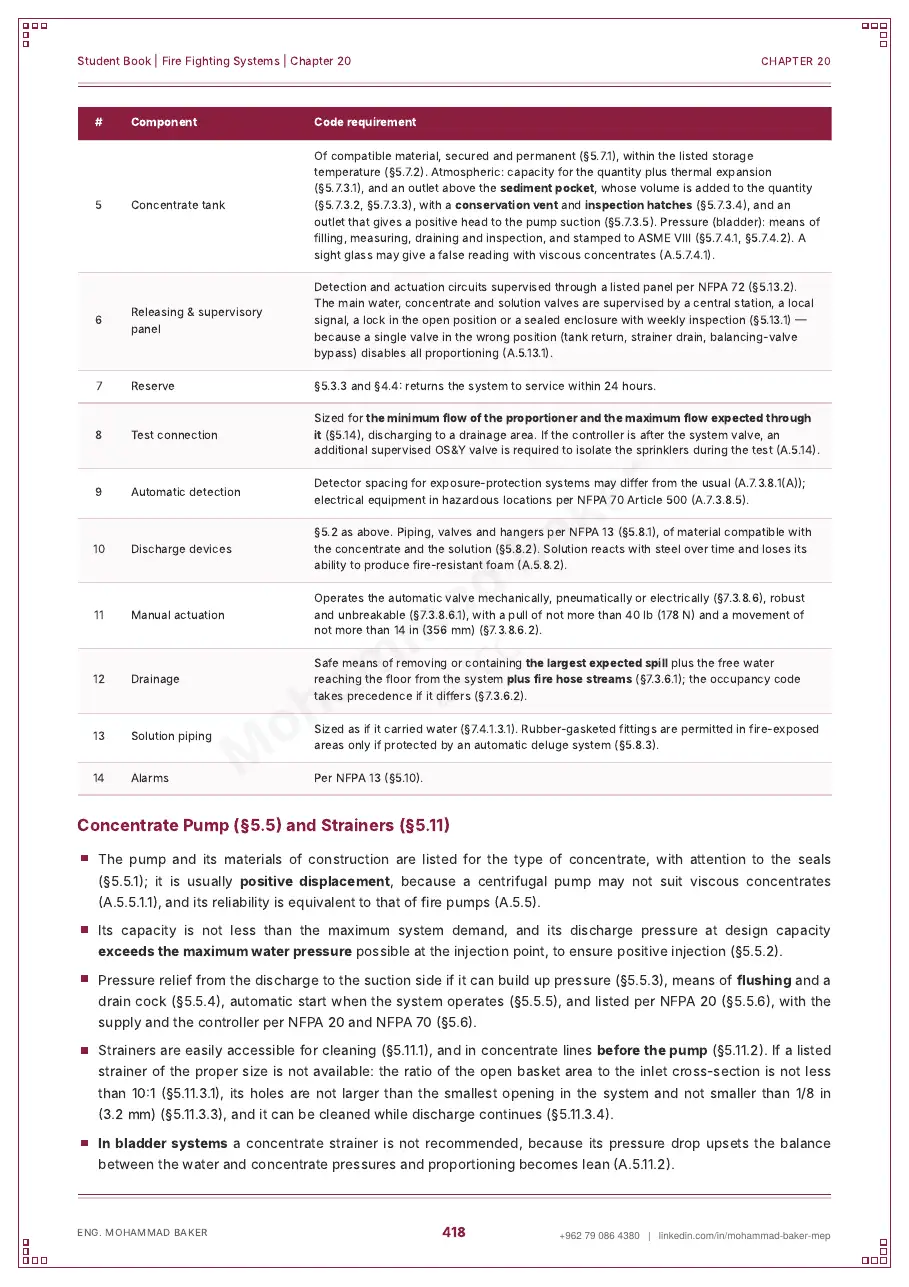 Student Book | Fire Fighting Systems | Chapter 20
CHAPTER 20
# Component Code requirement
5 Concentrate tank
Of compatible material, secured and permanent (§5.7.1), within the listed storage
temperature (§5.7.2). Atmospheric: capacity for the quantity plus thermal expansion
(§5.7.3.1), and an outlet above the sediment pocket, whose volume is added to the quantity
(§5.7.3.2, §5.7.3.3), with a conservation vent and inspection hatches (§5.7.3.4), and an
outlet that gives a positive head to the pump suction (§5.7.3.5). Pressure (bladder): means of
filling, measuring, draining and inspection, and stamped to ASME VIII (§5.7.4.1, §5.7.4.2). A
sight glass may give a false reading with viscous concentrates (A.5.7.4.1).
6 Releasing & supervisory
panel
Detection and actuation circuits supervised through a listed panel per NFPA 72 (§5.13.2).
The main water, concentrate and solution valves are supervised by a central station, a local
signal, a lock in the open position or a sealed enclosure with weekly inspection (§5.13.1) —
because a single valve in the wrong position (tank return, strainer drain, balancing-valve
bypass) disables all proportioning (A.5.13.1).
7 Reserve
§5.3.3 and §4.4: returns the system to service within 24 hours.
8 Test connection
Sized for the minimum flow of the proportioner and the maximum flow expected through
it (§5.14), discharging to a drainage area. If the controller is after the system valve, an
additional supervised OS&Y valve is required to isolate the sprinklers during the test (A.5.14).
9 Automatic detection
Detector spacing for exposure-protection systems may differ from the usual (A.7.3.8.1(A));
electrical equipment in hazardous locations per NFPA 70 Article 500 (A.7.3.8.5).
10 Discharge devices
§5.2 as above. Piping, valves and hangers per NFPA 13 (§5.8.1), of material compatible with
the concentrate and the solution (§5.8.2). Solution reacts with steel over time and loses its
ability to produce fire-resistant foam (A.5.8.2).
11 Manual actuation
Operates the automatic valve mechanically, pneumatically or electrically (§7.3.8.6), robust
and unbreakable (§7.3.8.6.1), with a pull of not more than 40 lb (178 N) and a movement of
not more than 14 in (356 mm) (§7.3.8.6.2).
12 Drainage
Safe means of removing or containing the largest expected spill plus the free water
reaching the floor from the system plus fire hose streams (§7.3.6.1); the occupancy code
takes precedence if it differs (§7.3.6.2).
13 Solution piping
Sized as if it carried water (§7.4.1.3.1). Rubber-gasketed fittings are permitted in fire-exposed
areas only if protected by an automatic deluge system (§5.8.3).
14 Alarms
Per NFPA 13 (§5.10).
Concentrate Pump (§5.5) and Strainers (§5.11)
The pump and its materials of construction are listed for the type of concentrate, with attention to the seals
(§5.5.1); it is usually positive displacement, because a centrifugal pump may not suit viscous concentrates
(A.5.5.1.1), and its reliability is equivalent to that of fire pumps (A.5.5).
Its capacity is not less than the maximum system demand, and its discharge pressure at design capacity
exceeds the maximum water pressure possible at the injection point, to ensure positive injection (§5.5.2).
Pressure relief from the discharge to the suction side if it can build up pressure (§5.5.3), means of flushing and a
drain cock (§5.5.4), automatic start when the system operates (§5.5.5), and listed per NFPA 20 (§5.5.6), with the
supply and the controller per NFPA 20 and NFPA 70 (§5.6).
Strainers are easily accessible for cleaning (§5.11.1), and in concentrate lines before the pump (§5.11.2). If a listed
strainer of the proper size is not available: the ratio of the open basket area to the inlet cross-section is not less
than 10:1 (§5.11.3.1), its holes are not larger than the smallest opening in the system and not smaller than 1/8 in
(3.2 mm) (§5.11.3.3), and it can be cleaned while discharge continues (§5.11.3.4).
In bladder systems a concentrate strainer is not recommended, because its pressure drop upsets the balance
between the water and concentrate pressures and proportioning becomes lean (A.5.11.2).
ENG. MOHAMMAD BAKER
418
+962 79 086 4380 | linkedin.com/in/mohammad-baker-mep